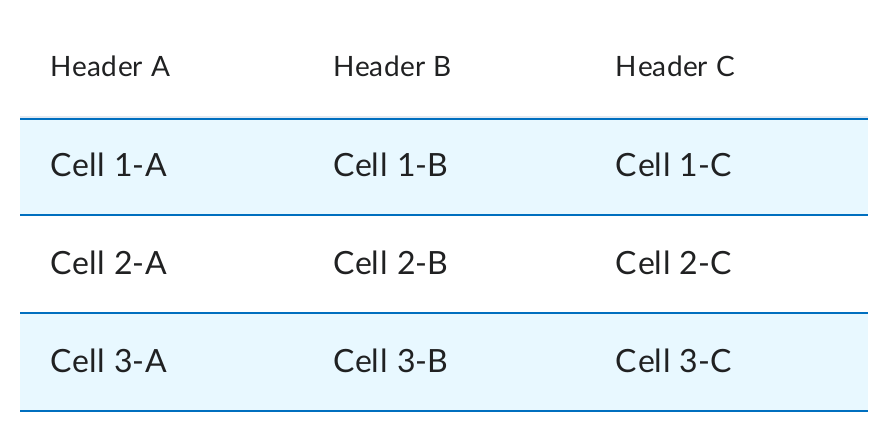 Header A Header B Header C
Cell 1-A Cell 1-B Cell 1-C
Cell 2-A Cell 2-B Cell 2-C
Cell 3-A Cell 3-B Cell 3-C